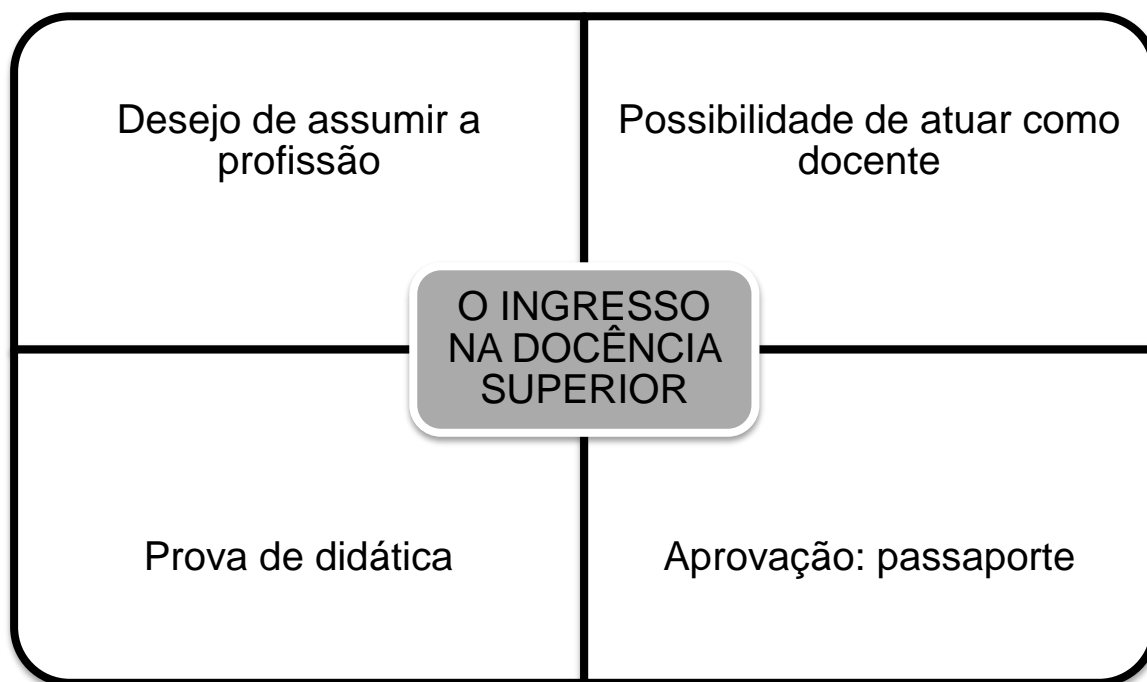 Desejo de assumir a
profissão
Possibilidade de atuar como
docente
O INGRESSO
NA DOCÊNCIA
SUPERIOR
Prova de didática
Aprovação: passaporte